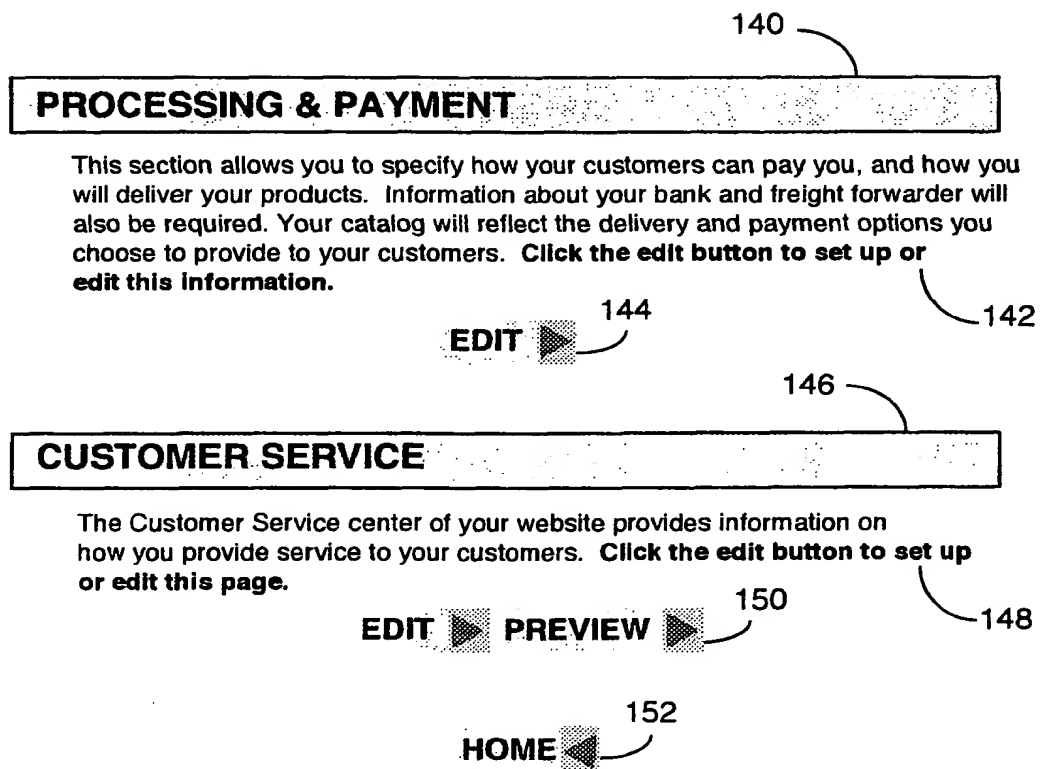 140
PROCESSING & PAYMENT
This section allows you to specify how your customers can pay you, and how you
will deliver your products. Information about your bank and freight forwarder will
also be required. Your catalog will reflect the delivery and payment options you
choose to provide to your customers. Click the edit button to set up or
edit this information.
142
144
EDIT
146
CUSTOMER SERVICE
The Customer Service center of your website provides information on
how you provide service to your customers. Click the edit button to set up
or edit this page.
148
150
EDIT PREVIEW
152
HOME